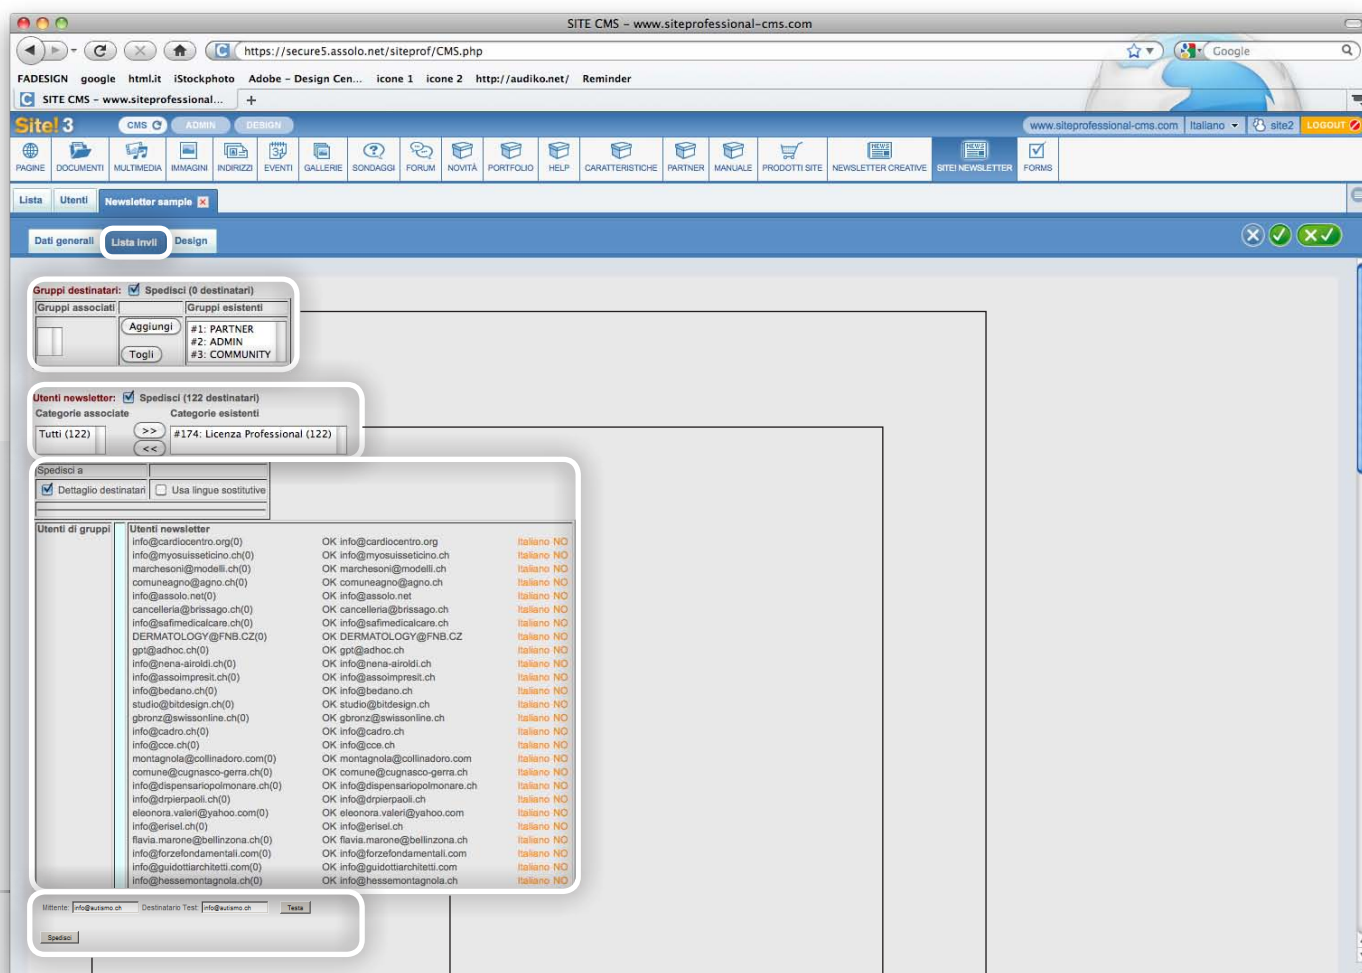 SITE CMS – www.siteprofessional-cms.com
https://secure5.assolo.net/siteprof/CMS.php
Google
FADESIGN google html.it iStockphoto Adobe – Design Cen... icone 1 icone 2 http://audiko.net/ Reminder
SITE CMS – www.siteprofessional... +
Site! 3 CMS ADMIN DESIGN www.siteprofessional-cms.com Italiano site2 LOGOUT
PAGINE DOCUMENTI MULTIMEDIA IMMAGINI INDIRIZZI EVENTI GALLERIE SONDAGGI FORUM NOVITÀ PORTFOLIO HELP CARATTERISTICHE PARTNER MANUALE PRODOTTI SITE NEWSLETTER CREATIVE SITE! NEWSLETTER FORMS
Lista Utenti Newsletter sample
Dati generali Lista invii Design
Gruppi destinatari: Spedisci (0 destinatari)
Gruppi associati Gruppi esistenti
Aggiungi #1: PARTNER
#2: ADMIN
Togli #3: COMMUNITY
Utenti newsletter: Spedisci (122 destinatari)
Categorie associate Categorie esistenti
Tutti (122) >> #174: Licenza Professional (122)
<<
Spedisci a
Dettaglio destinatari Usa lingue sostitutive
Utenti di gruppi Utenti newsletter
info@cardiocentro.org(0) OK info@cardiocentro.org Italiano NO
info@myosuisseticino.ch(0) OK info@myosuisseticino.ch Italiano NO
marchesoni@modelli.ch(0) OK marchesoni@modelli.ch Italiano NO
comuneagno@agno.ch(0) OK comuneagno@agno.ch Italiano NO
info@assolo.net(0) OK info@assolo.net Italiano NO
cancelleria@brissago.ch(0) OK cancelleria@brissago.ch Italiano NO
info@safimedicalcare.ch(0) OK info@safimedicalcare.ch Italiano NO
DERMATOLOGY@FNB.CZ(0) OK DERMATOLOGY@FNB.CZ Italiano NO
gpt@adhoc.ch(0) OK gpt@adhoc.ch Italiano NO
info@nena-airoldi.ch(0) OK info@nena-airoldi.ch Italiano NO
info@assoimpresit.ch(0) OK info@assoimpresit.ch Italiano NO
info@bedano.ch(0) OK info@bedano.ch Italiano NO
studio@bitdesign.ch(0) OK studio@bitdesign.ch Italiano NO
gbronz@swissonline.ch(0) OK gbronz@swissonline.ch Italiano NO
info@cadro.ch(0) OK info@cadro.ch Italiano NO
info@cce.ch(0) OK info@cce.ch Italiano NO
montagnola@collinadoro.com(0) OK montagnola@collinadoro.com Italiano NO
comune@cugnasco-gerra.ch(0) OK comune@cugnasco-gerra.ch Italiano NO
info@dispensariopolmonare.ch(0) OK info@dispensariopolmonare.ch Italiano NO
info@drpierpaoli.ch(0) OK info@drpierpaoli.ch Italiano NO
eleonora.valeri@yahoo.com(0) OK eleonora.valeri@yahoo.com Italiano NO
info@erisel.ch(0) OK info@erisel.ch Italiano NO
flavia.marone@bellinzona.ch(0) OK flavia.marone@bellinzona.ch Italiano NO
info@forzefondamentali.com(0) OK info@forzefondamentali.com Italiano NO
info@guidottiarchitetti.com(0) OK info@guidottiarchitetti.com Italiano NO
info@hessemontagnola.ch(0) OK info@hessemontagnola.ch Italiano NO
Mittente: info@autismo.ch Destinatario Test: info@autismo.ch Testa
Spedisci